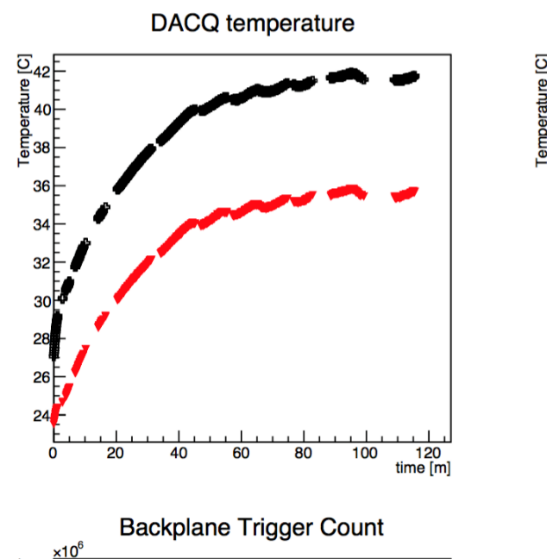 DACQ temperature
Temperature [C]
42
40
38
36
34
32
30
28
26
24
0 20 40 60 80 100 120
time [m]
Temperature [C]
Backplane Trigger Count
×10⁶